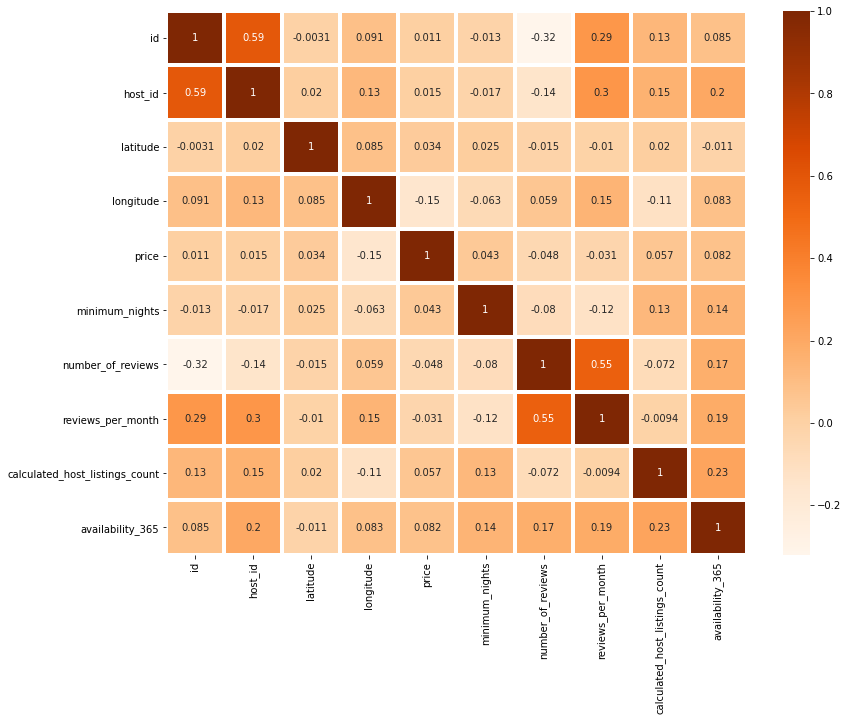 id 1 0.59 -0.0031 0.091 0.011 -0.013 -0.32 0.29 0.13 0.085
host_id 0.59 1 0.02 0.13 0.015 -0.017 -0.14 0.3 0.15 0.2
latitude -0.0031 0.02 1 0.085 0.034 0.025 -0.015 -0.01 0.02 -0.011
longitude 0.091 0.13 0.085 1 -0.15 -0.063 0.059 0.15 -0.11 0.083
price 0.011 0.015 0.034 -0.15 1 0.043 -0.048 -0.031 0.057 0.082
minimum_nights -0.013 -0.017 0.025 -0.063 0.043 1 -0.08 -0.12 0.13 0.14
number_of_reviews -0.32 -0.14 -0.015 0.059 -0.048 -0.08 1 0.55 -0.072 0.17
reviews_per_month 0.29 0.3 -0.01 0.15 -0.031 -0.12 0.55 1 -0.0094 0.19
calculated_host_listings_count 0.13 0.15 0.02 -0.11 0.057 0.13 -0.072 -0.0094 1 0.23
availability_365 0.085 0.2 -0.011 0.083 0.082 0.14 0.17 0.19 0.23 1
id
host_id
latitude
longitude
price
minimum_nights
number_of_reviews
reviews_per_month
calculated_host_listings_count
availability_365
1.0
0.8
0.6
0.4
0.2
0.0
−0.2